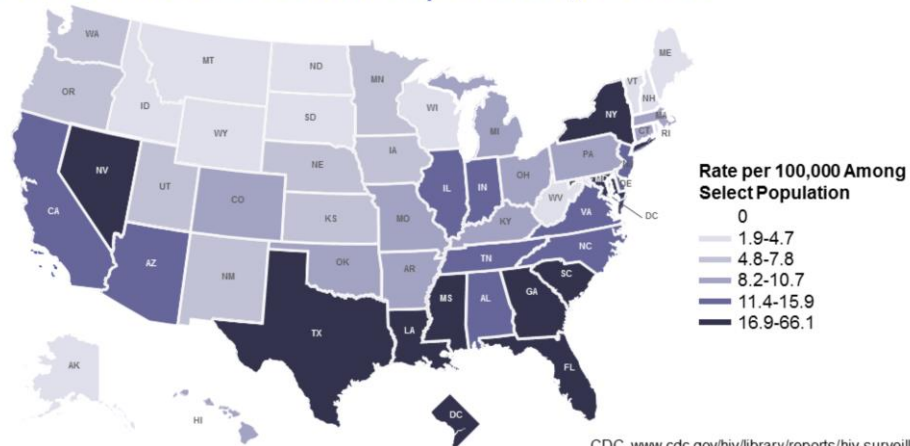 WA
MT
ND
MN
ME
VT
NH
OR
ID
SD
WI
NY
MA
WY
MI
CT
RI
IA
PA
NE
NV
OH
DE
UT
IL
IN
WV
DC
CO
VA
CA
KS
MO
KY
NC
TN
AZ
OK
NM
AR
SC
MS
AL
GA
TX
LA
FL
AK
HI
DC
Rate per 100,000 Among
Select Population
0
1.9-4.7
4.8-7.8
8.2-10.7
11.4-15.9
16.9-66.1